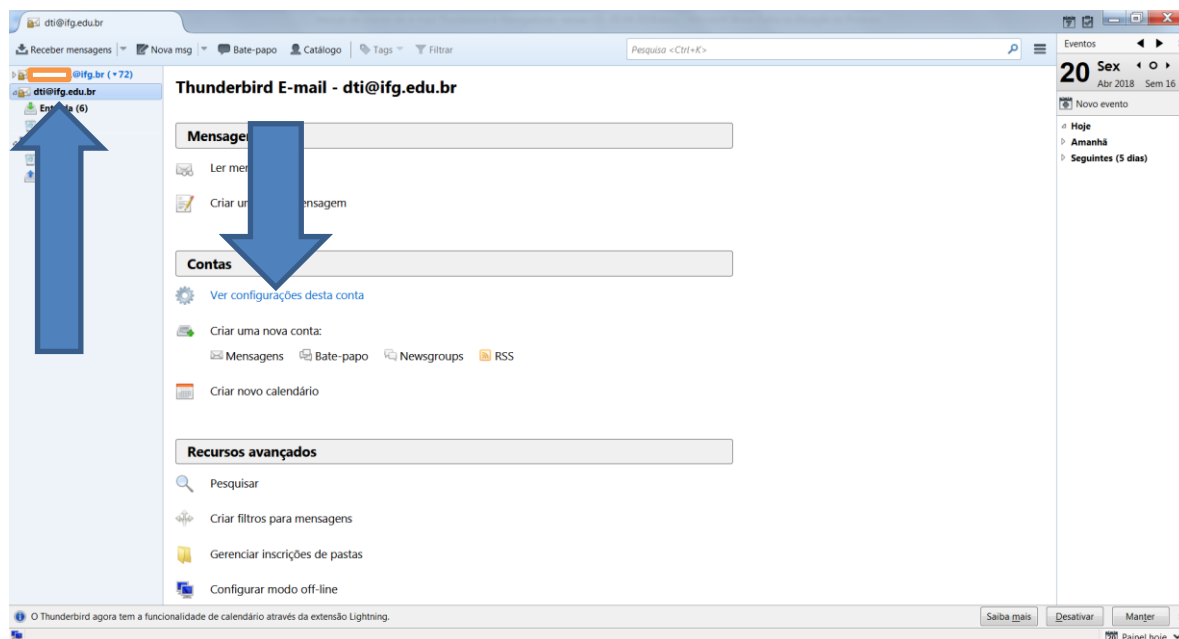 dti@ifg.edu.br
Receber mensagens Nova msg Bate-papo Catálogo Tags Filtrar Pesquisa <Ctrl+K>
@ifg.br (72)
dti@ifg.edu.br
(6)
Thunderbird E-mail - dti@ifg.edu.br
Ler
Criar
Contas
Ver configurações desta conta
Criar uma nova conta:
Mensagens Bate-papo Newsgroups RSS
Criar novo calendário
Recursos avançados
Pesquisar
Criar filtros para mensagens
Gerenciar inscrições de pastas
Configurar modo off-line
Eventos
20 Sex
Abr 2018 Sem 16
Novo evento
Hoje
Amanhã
Seguintes (5 dias)
O Thunderbird agora tem a funcionalidade de calendário através da extensão Lightning. Saiba mais Desativar Manter
20 Painel hoje